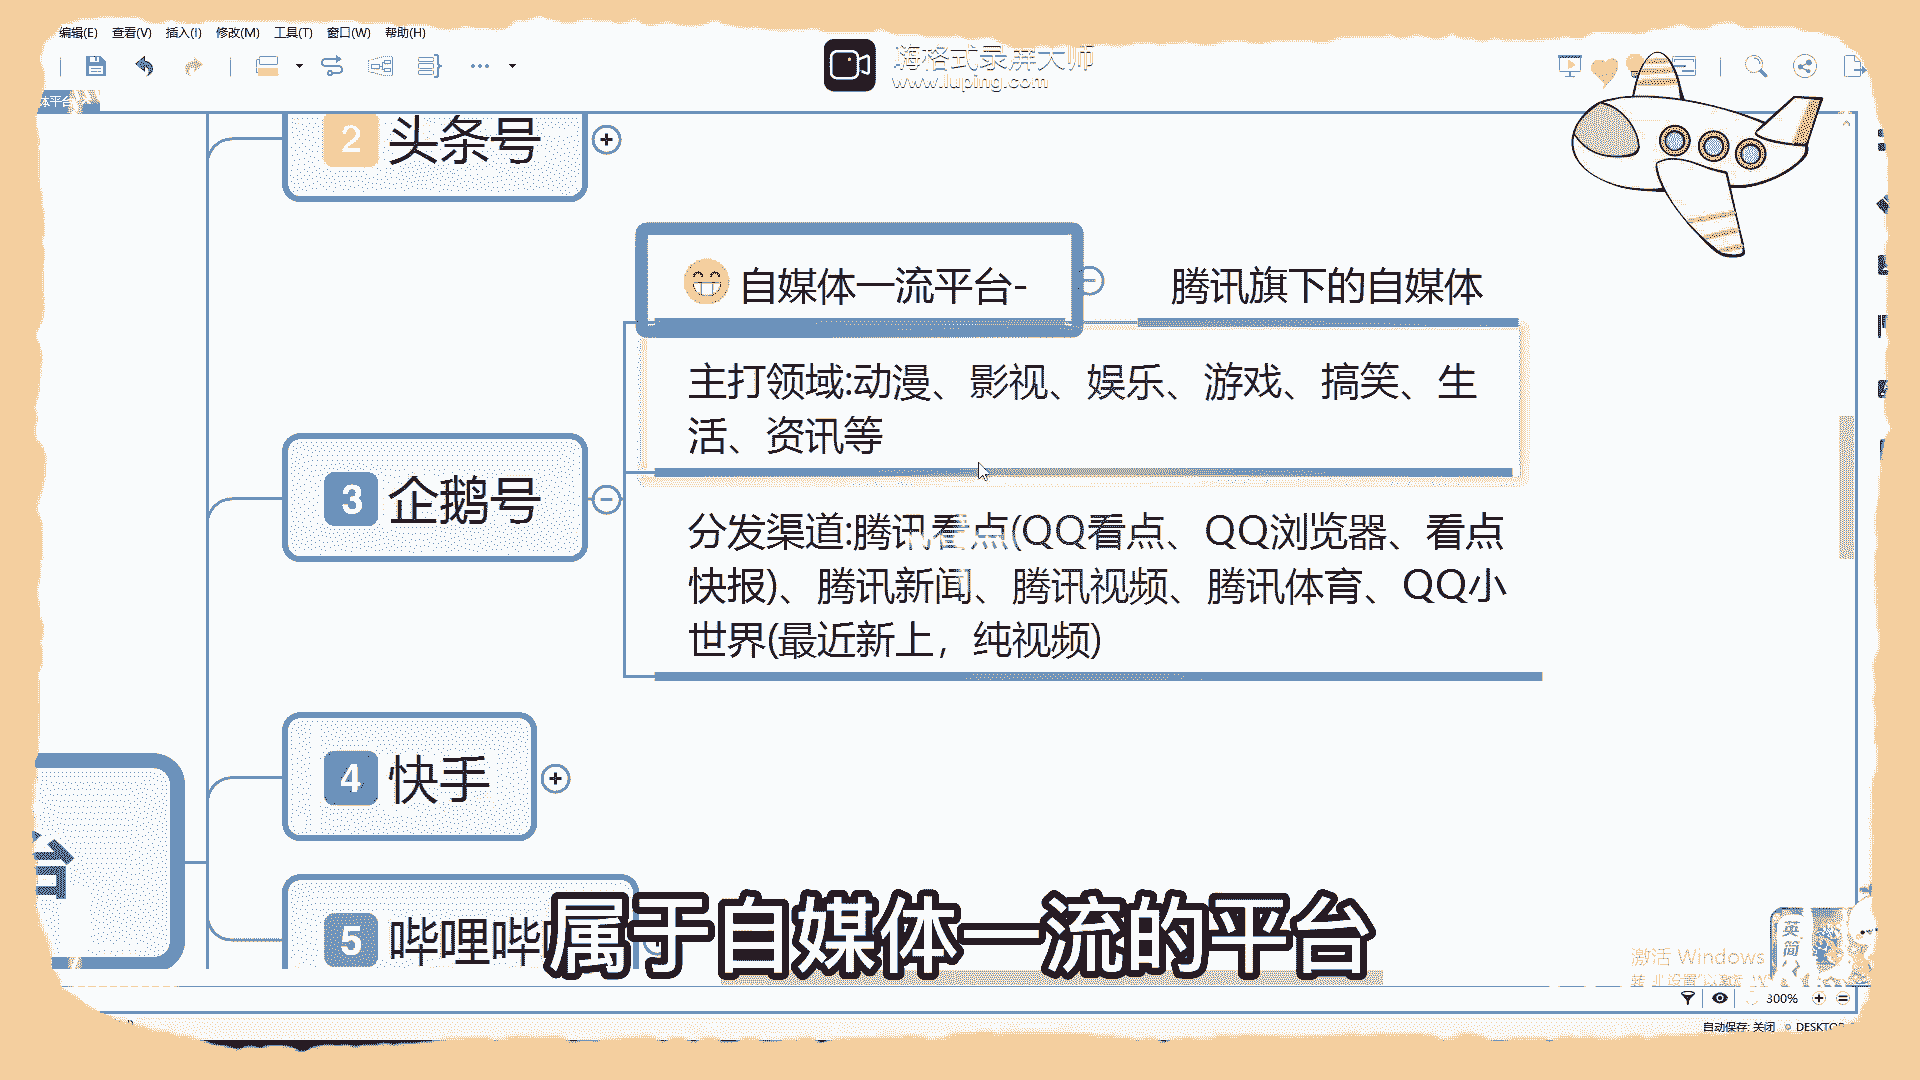 编辑(E) 查看(V) 插入(I) 修改(M) 工具(T) 窗口(W) 帮助(H)
嗨格式录屏大师
www.luping.com
体平台
2 头条号
自媒体一流平台-
腾讯旗下的自媒体
主打领域:动漫、影视、娱乐、游戏、搞笑、生
活、资讯等
3 企鹅号
分发渠道:腾讯看点(QQ看点、QQ浏览器、看点
快报)、腾讯新闻、腾讯视频、腾讯体育、QQ小
世界(最近新上，纯视频)
4 快手
台
5 哔哩哔
属于自媒体一流的平台
英
简
激活 Windows
300%
自动保存: 关闭
DESKTOP